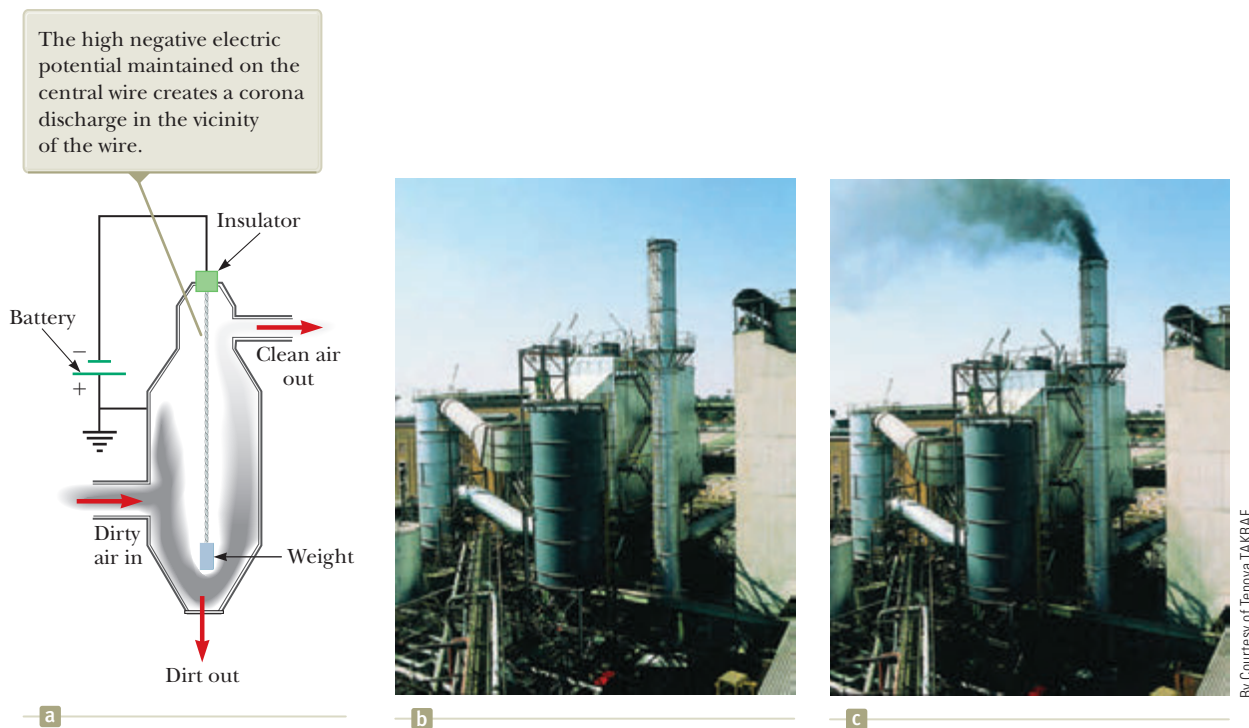 The high negative electric
potential maintained on the
central wire creates a corona
discharge in the vicinity
of the wire.
Insulator
Battery
−
+
Clean air
out
Dirty
air in
Weight
Dirt out
a
b
c
By Courtesy of Tenova TAKRAF